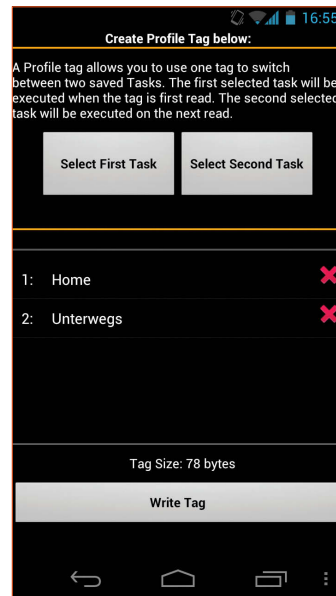 16:55
Create Profile Tag below:
A Profile tag allows you to use one tag to switch
between two saved Tasks. The first selected task will be
executed when the tag is first read. The second selected
task will be executed on the next read.
Select First Task Select Second Task
1: Home
2: Unterwegs
Tag Size: 78 bytes
Write Tag